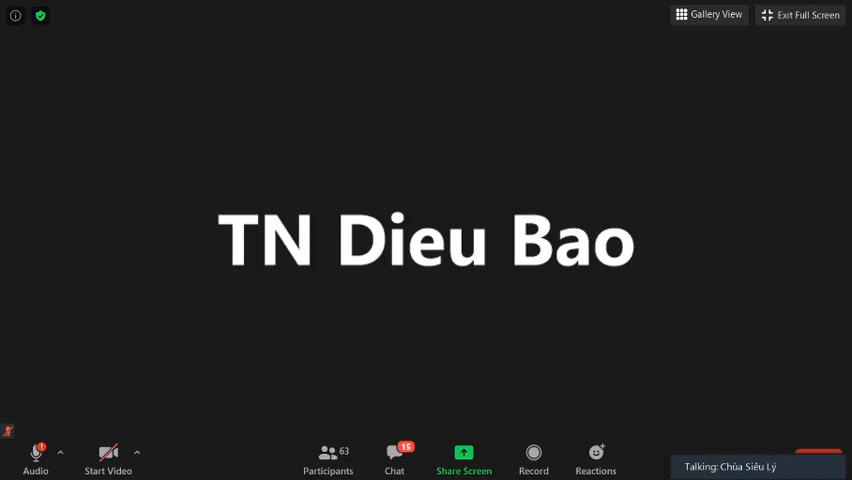 Gallery View
Exit Full Screen
TN Dieu Bao
Audio
Start Video
63
Participants
15
Chat
Share Screen
Record
Reactions
Talking: Chùa Siêu Lý